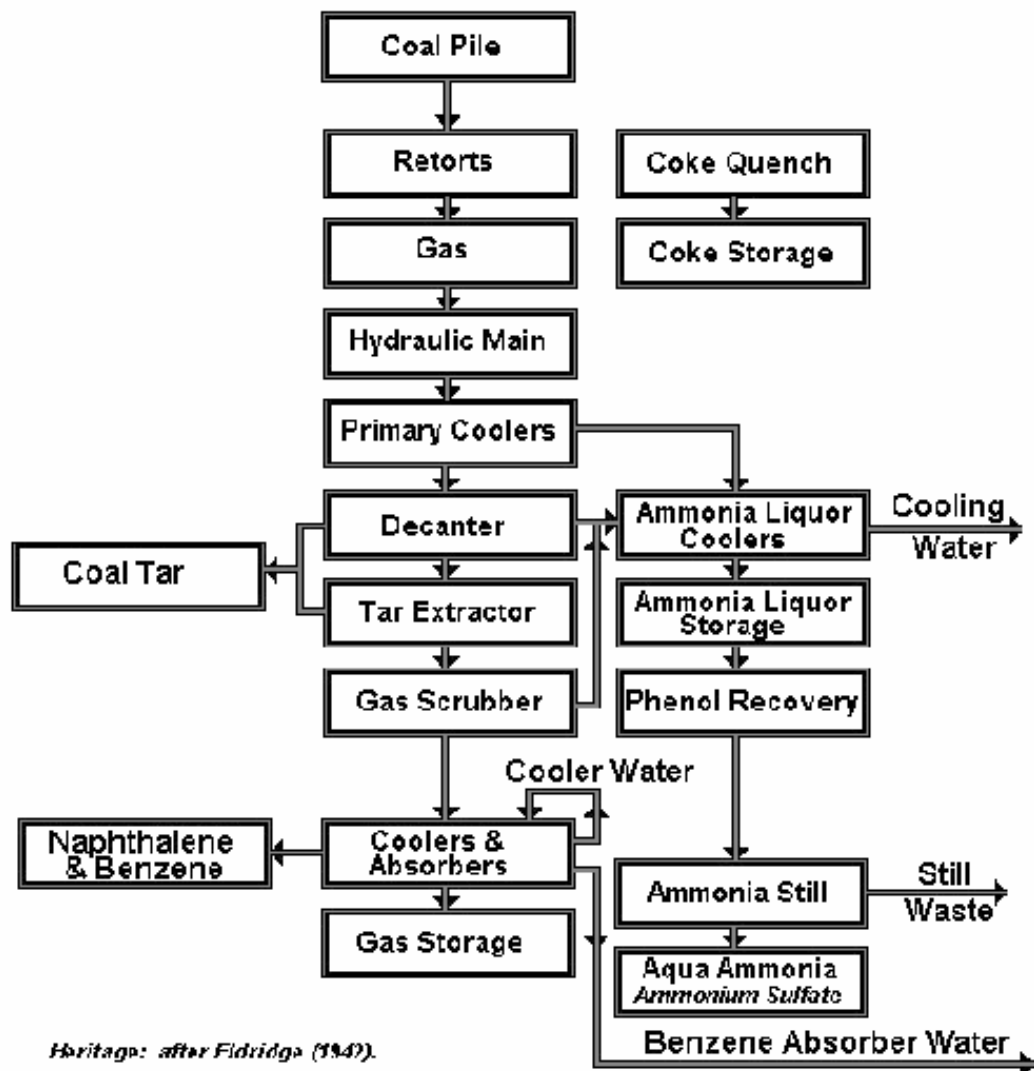 Coal Pile
Retorts
Coke Quench
Gas
Coke Storage
Hydraulic Main
Primary Coolers
Decanter
Ammonia Liquor
Coolers
Cooling
Water
Coal Tar
Tar Extractor
Ammonia Liquor
Storage
Gas Scrubber
Phenol Recovery
Cooler Water
Naphthalene
& Benzene
Coolers &
Absorbers
Ammonia Still
Still
Waste
Gas Storage
Aqua Ammonia
Ammonium Sulfate
Benzene Absorber Water
Heritage: after Eldridge